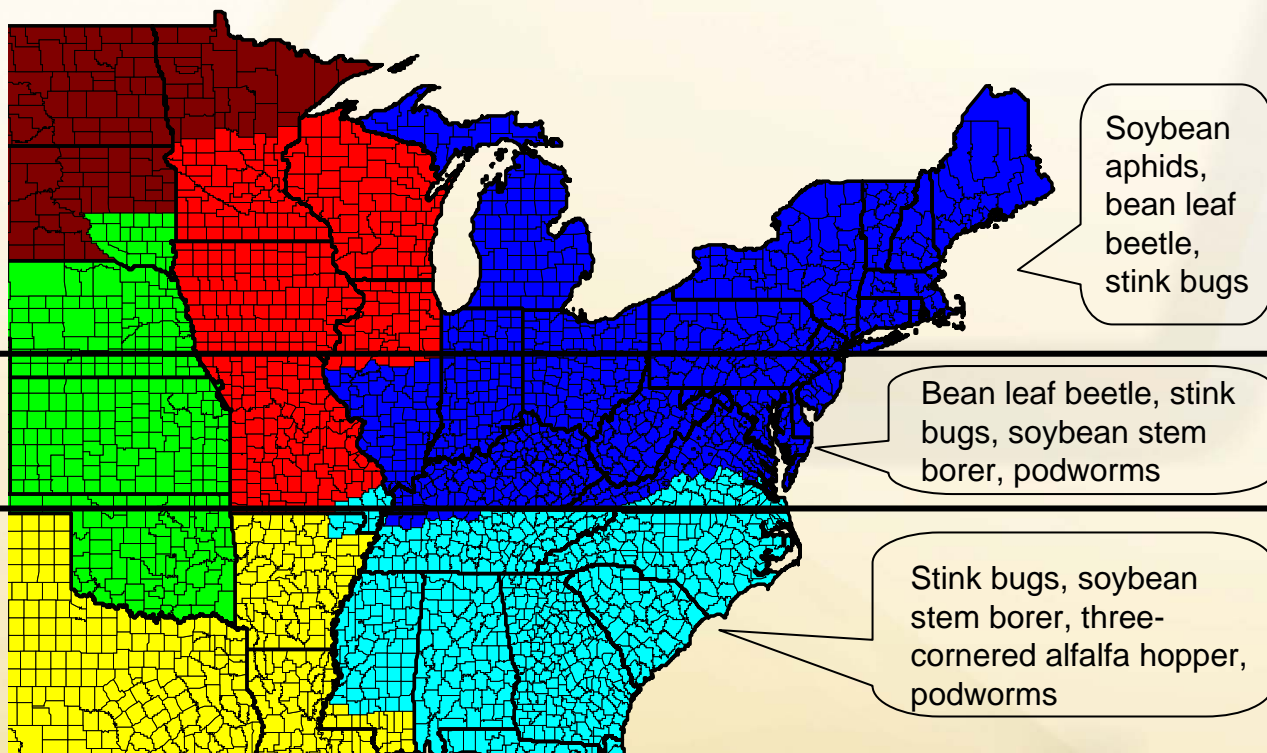 Soybean
aphids,
bean leaf
beetle,
stink bugs
Bean leaf beetle, stink
bugs, soybean stem
borer, podworms
Stink bugs, soybean
stem borer, three-
cornered alfalfa hopper,
podworms